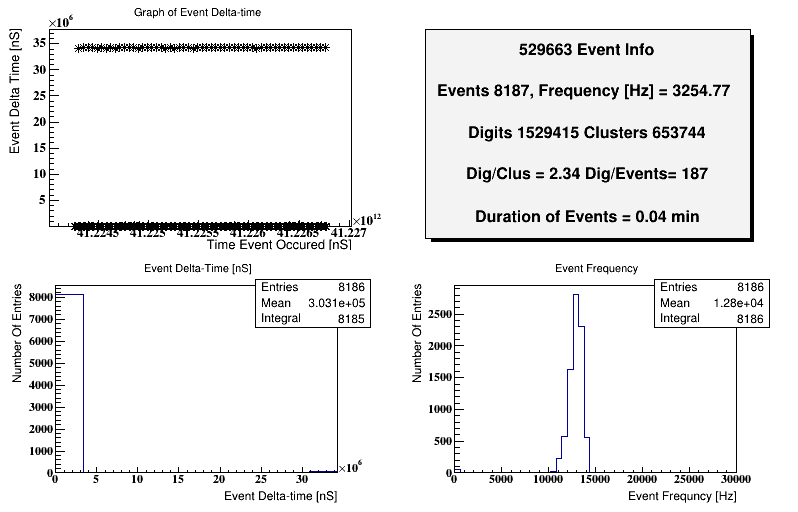 Graph of Event Delta-time
×10⁶
Event Delta Time [nS]
35
30
25
20
15
10
5
41.2245 41.225 41.2255 41.226 41.2265 41.227
×10¹²
Time Event Occured [nS]
529663 Event Info
Events 8187, Frequency [Hz] = 3254.77
Digits 1529415 Clusters 653744
Dig/Clus = 2.34 Dig/Events= 187
Duration of Events = 0.04 min
Event Delta-Time [nS]
Entries 8186
Mean 3.031e+05
Integral 8185
Number Of Entries
8000
7000
6000
5000
4000
3000
2000
1000
0
0 5 10 15 20 25 30
×10⁶
Event Delta-time [nS]
Event Frequency
Entries 8186
Mean 1.28e+04
Integral 8186
Number Of Entries
2500
2000
1500
1000
500
0
0 5000 10000 15000 20000 25000 30000
Event Frequncy [Hz]